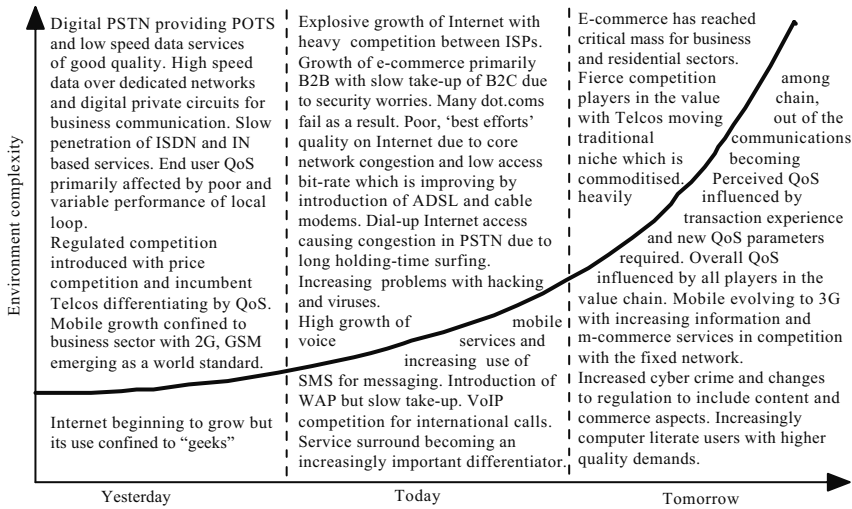 Environment complexity
Digital PSTN providing POTS
and low speed data services
of good quality. High speed
data over dedicated networks
and digital private circuits for
business communication. Slow
penetration of ISDN and IN
based services. End user QoS
primarily affected by poor and
variable performance of local
loop.
Regulated competition
introduced with price
competition and incumbent
Telcos differentiating by QoS.
Mobile growth confined to
business sector with 2G, GSM
emerging as a world standard.
Internet beginning to grow but
its use confined to “geeks”
Explosive growth of Internet with
heavy competition between ISPs.
Growth of e-commerce primarily
B2B with slow take-up of B2C due
to security worries. Many dot.coms
fail as a result. Poor, ‘best efforts’
quality on Internet due to core
network congestion and low access
bit-rate which is improving by
introduction of ADSL and cable
modems. Dial-up Internet access
causing congestion in PSTN due to
long holding-time surfing.
Increasing problems with hacking
and viruses.
High growth of mobile
voice services and
increasing use of
SMS for messaging. Introduction of
WAP but slow take-up. VoIP
competition for international calls.
Service surround becoming an
increasingly important differentiator.
E-commerce has reached
critical mass for business
and residential sectors.
Fierce competition among
players in the value chain,
with Telcos moving out of the
traditional communications
niche which is becoming
commoditised. Perceived QoS
heavily influenced by
transaction experience
and new QoS parameters
required. Overall QoS
influenced by all players in the
value chain. Mobile evolving to 3G
with increasing information and
m-commerce services in competition
with the fixed network.
Increased cyber crime and changes
to regulation to include content and
commerce aspects. Increasingly
computer literate users with higher
quality demands.
Yesterday
Today
Tomorrow